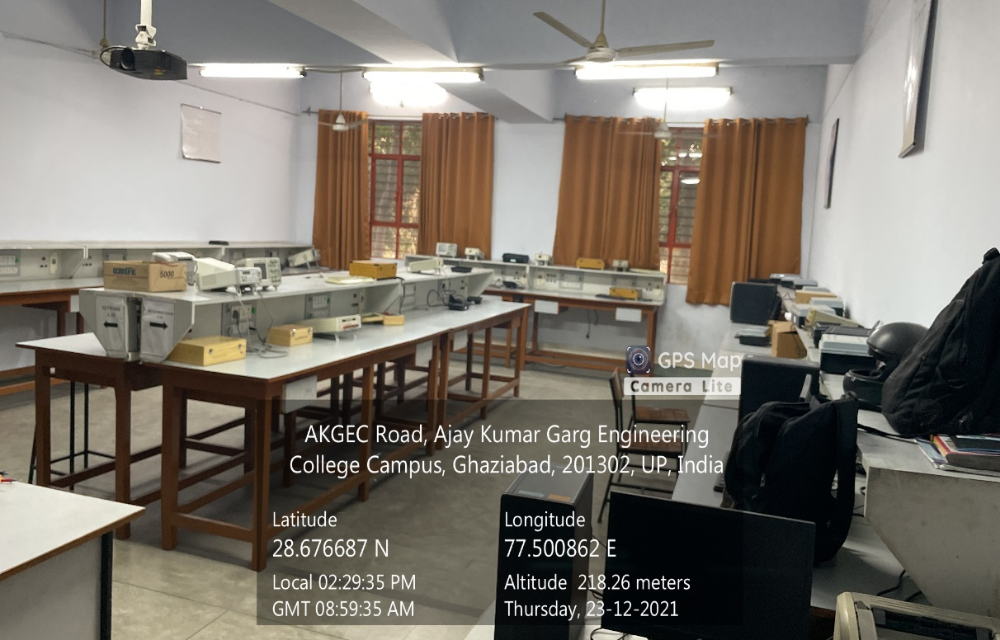 scientific
5000
GPS Map
Camera Lite
AKGEC Road, Ajay Kumar Garg Engineering
College Campus, Ghaziabad, 201302, UP, India
Latitude
28.676687 N
Longitude
77.500862 E
Local 02:29:35 PM
GMT 08:59:35 AM
Altitude 218.26 meters
Thursday, 23-12-2021